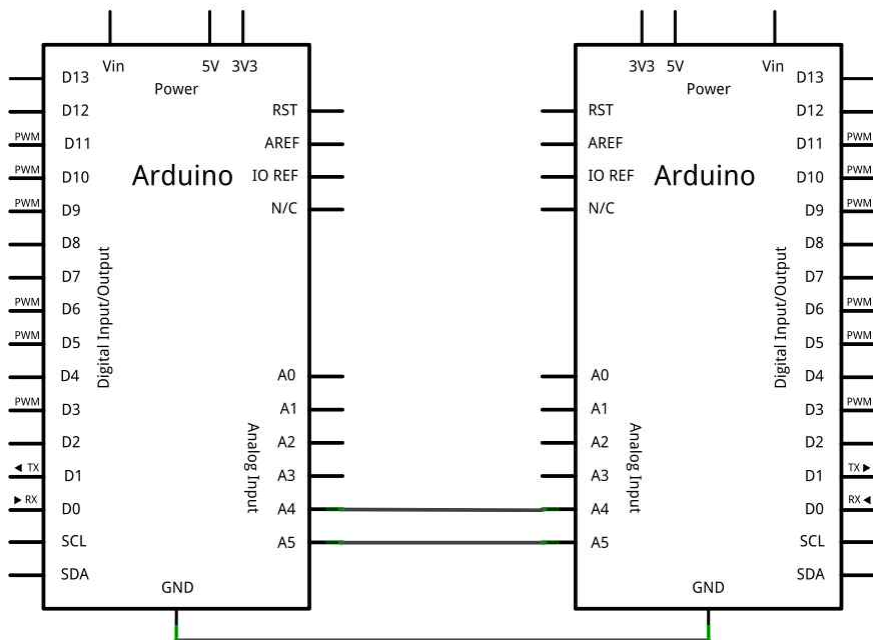 Vin 5V 3V3
Power
D13
D12 RST
PWM D11 AREF
PWM D10 Arduino IO REF
PWM D9 N/C
D8
D7
PWM D6
PWM D5
D4 A0
PWM D3 A1
D2 A2
◄ TX D1 A3
► RX D0 A4
SCL A5
SDA
Digital Input/Output
Analog Input
GND
3V3 5V Vin
Power
D13
RST D12
AREF D11 PWM
IO REF Arduino D10 PWM
N/C D9 PWM
D8
D7
D6 PWM
D5 PWM
A0 D4
A1 D3 PWM
A2 D2
A3 D1 TX ►
A4 D0 RX ◄
A5 SCL
SDA
Analog Input
Digital Input/Output
GND